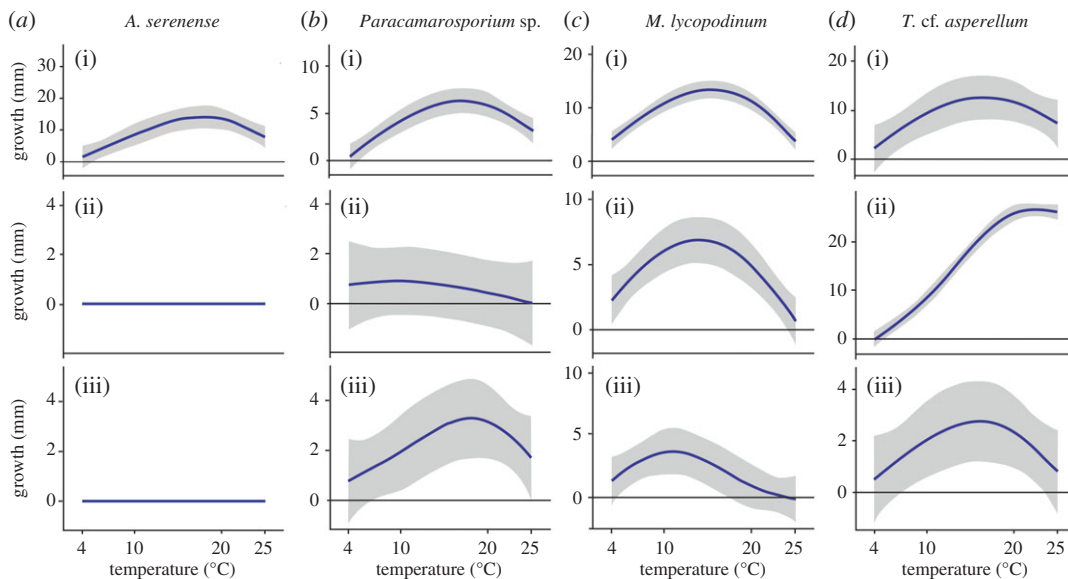 (a) A. serenense (b) Paracamarosporium sp. (c) M. lycopodinum (d) T. cf. asperellum
growth (mm)
(i)
30
20
10
0
(i)
10
5
0
(i)
20
10
0
(i)
20
10
0
growth (mm)
(ii)
4
2
0
(ii)
4
2
0
(ii)
10
5
0
(ii)
20
10
0
growth (mm)
(iii)
4
2
0
(iii)
4
2
0
(iii)
10
5
0
(iii)
4
2
0
4 10 20 25
4 10 20 25
4 10 20 25
4 10 20 25
temperature (°C) temperature (°C) temperature (°C) temperature (°C)